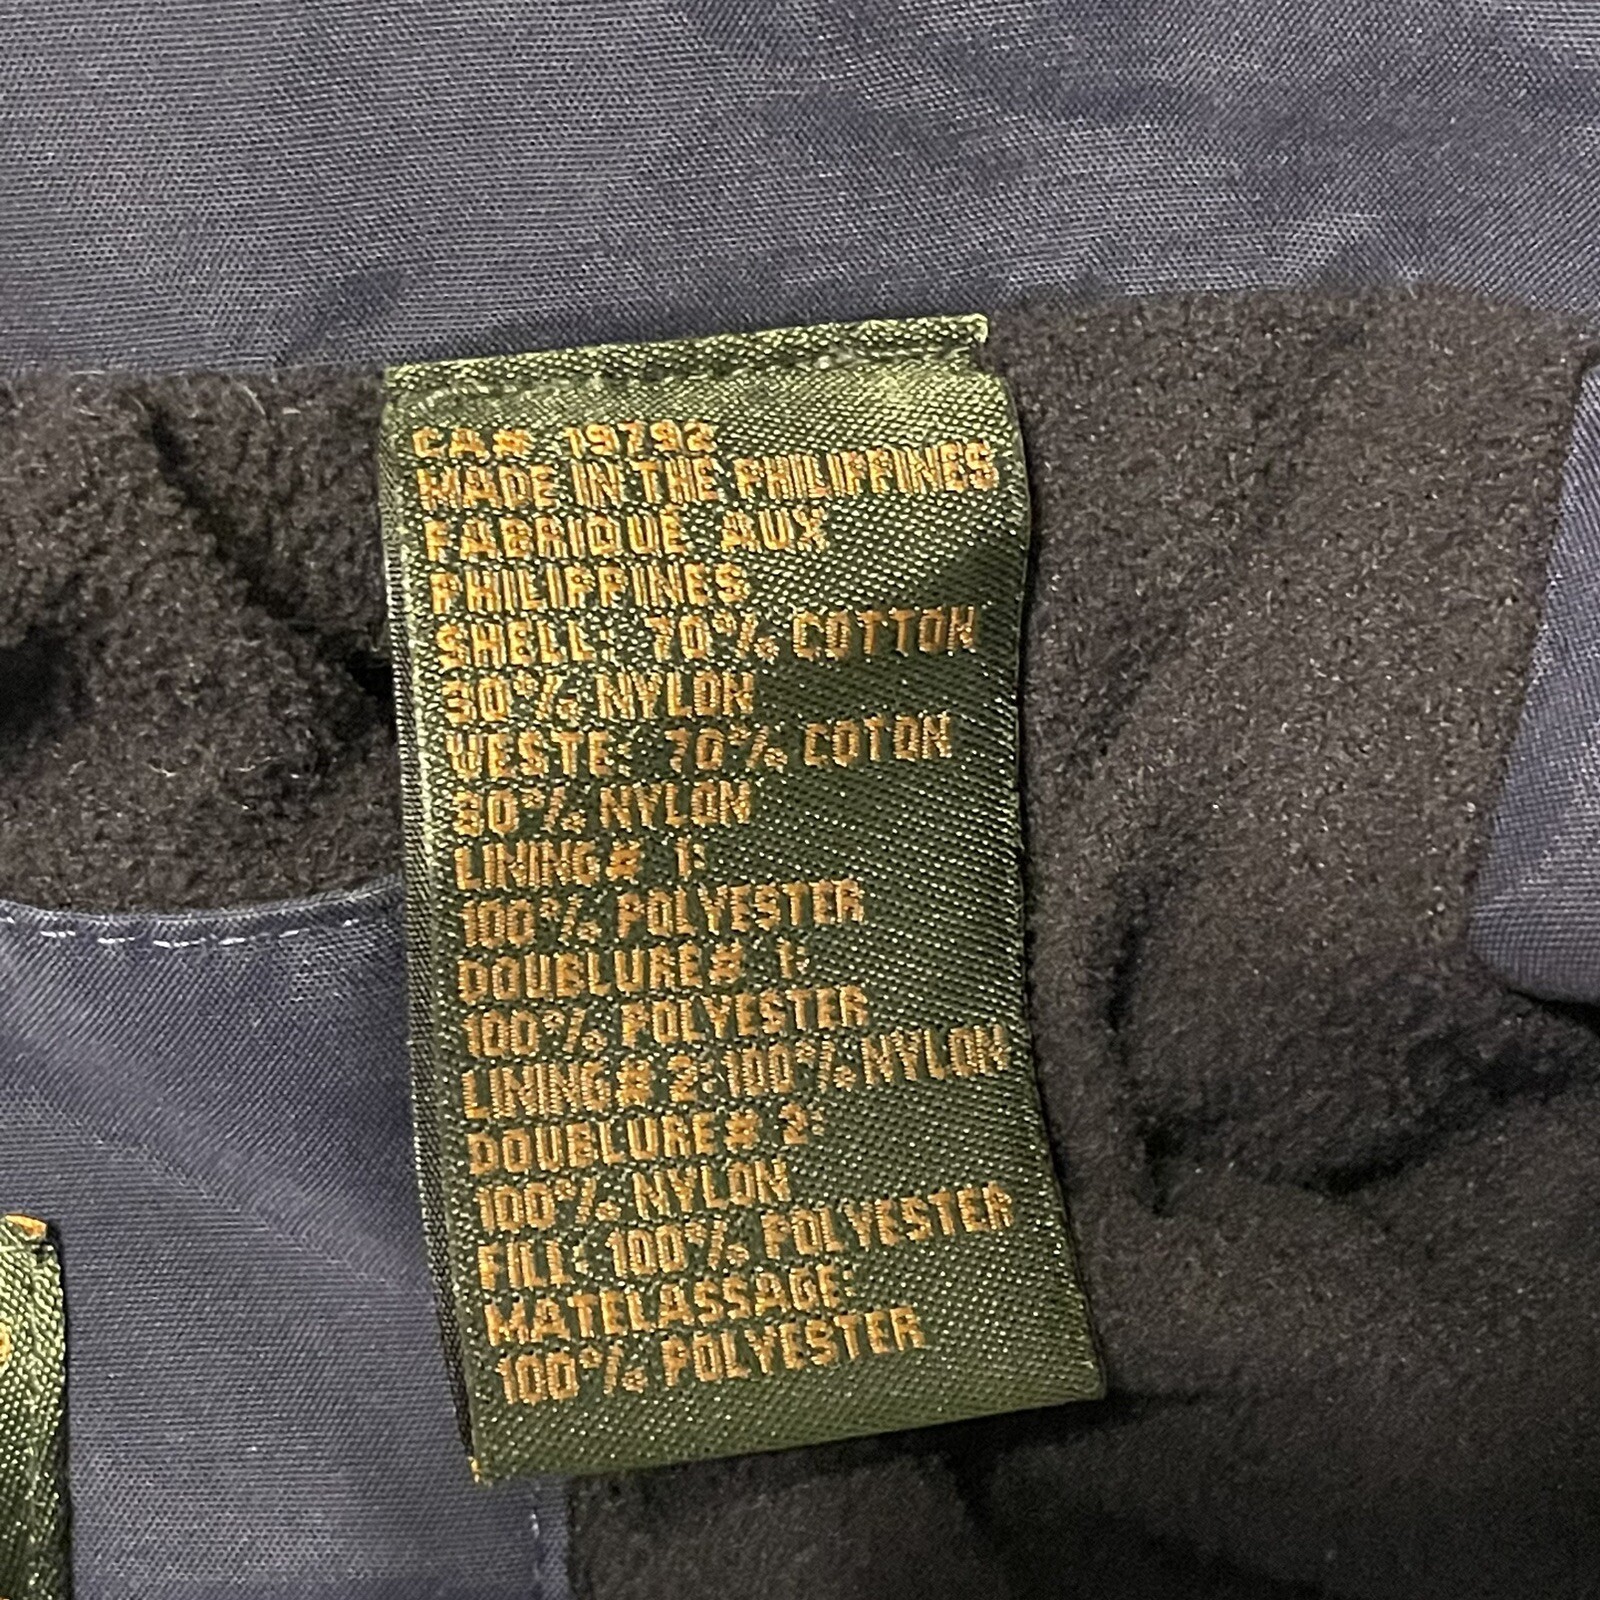 CA# 19792
MADE IN THE PHILIPPINES
FABRIQUÉ AUX
PHILIPPINES
SHELL: 70% COTTON
30% NYLON
VESTE: 70% COTON
30% NYLON
LINING# 1:
100% POLYESTER
DOUBLURE# 1:
100% POLYESTER
LINING# 2: 100% NYLON
DOUBLURE# 2:
100% NYLON
FILL: 100% POLYESTER
MATELASSAGE:
100% POLYESTER